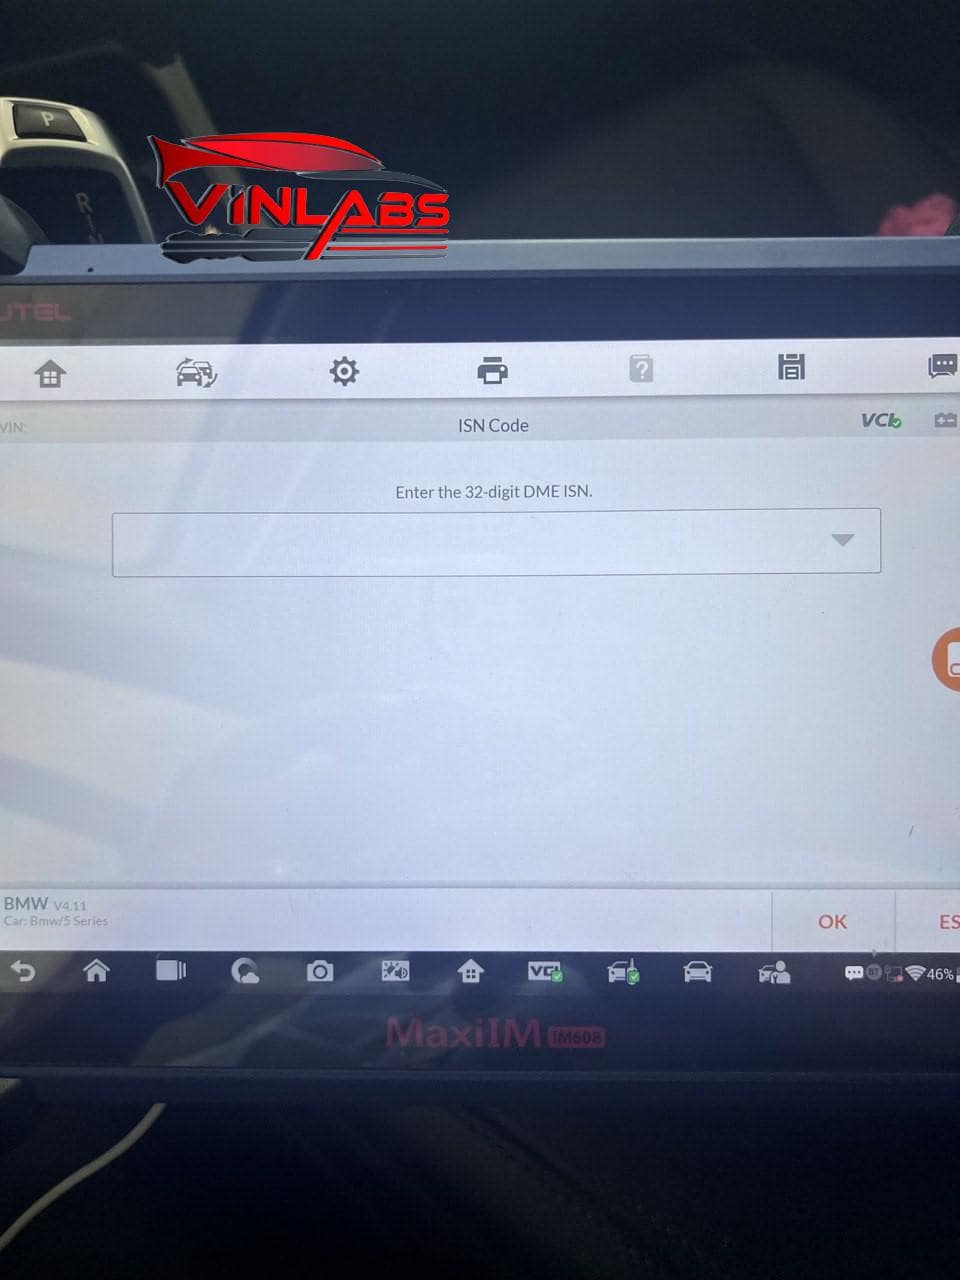 P
R
VINLABS
UTEL
?
VIN:
ISN Code
VCI
Enter the 32-digit DME ISN.
BMW V4.11
Car: Bmw/5 Series
OK
ES
VCI
BT
46%
MaxiIM IM608